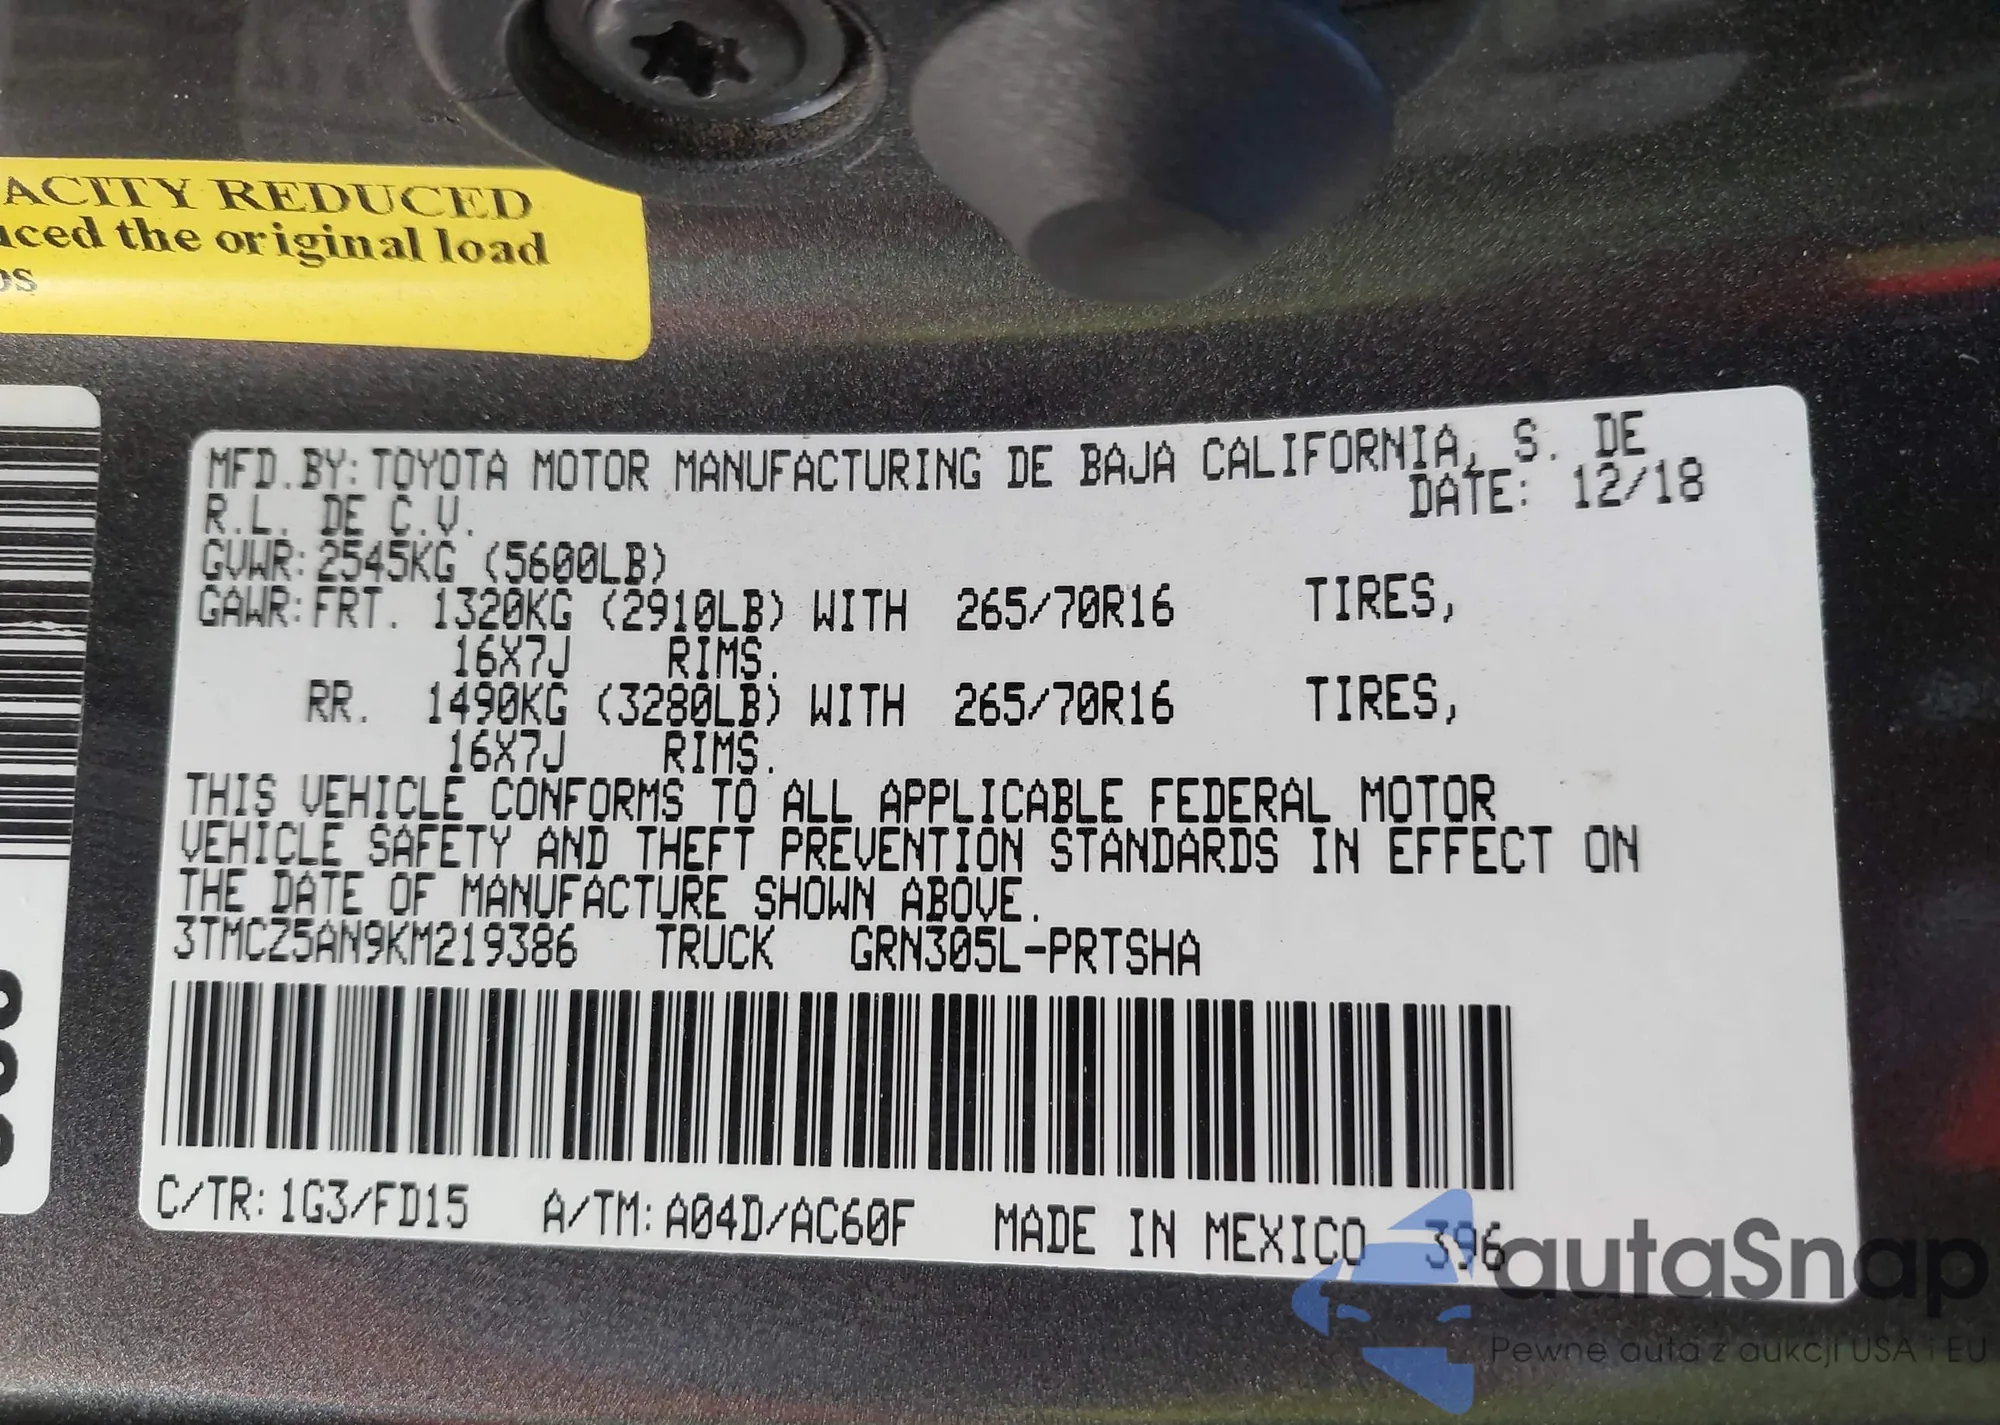 ACITY REDUCED
the original load
MFD.BY:TOYOTA MOTOR MANUFACTURING DE BAJA CALIFORNIA, S. DE
R.L. DE C.V. DATE: 12/18
GVWR:2545KG (5600LB)
GAWR:FRT. 1320KG (2910LB) WITH 265/70R16 TIRES,
16X7J RIMS.
RR. 1490KG (3280LB) WITH 265/70R16 TIRES,
16X7J RIMS.
THIS VEHICLE CONFORMS TO ALL APPLICABLE FEDERAL MOTOR
VEHICLE SAFETY AND THEFT PREVENTION STANDARDS IN EFFECT ON
THE DATE OF MANUFACTURE SHOWN ABOVE.
3TMCZ5AN9KM219386 TRUCK GRN305L-PRTSHA
C/TR:1G3/FD15 A/TM:A04D/AC60F MADE IN MEXICO 396
autaSnap
Pewne auta z aukcji USA i EU